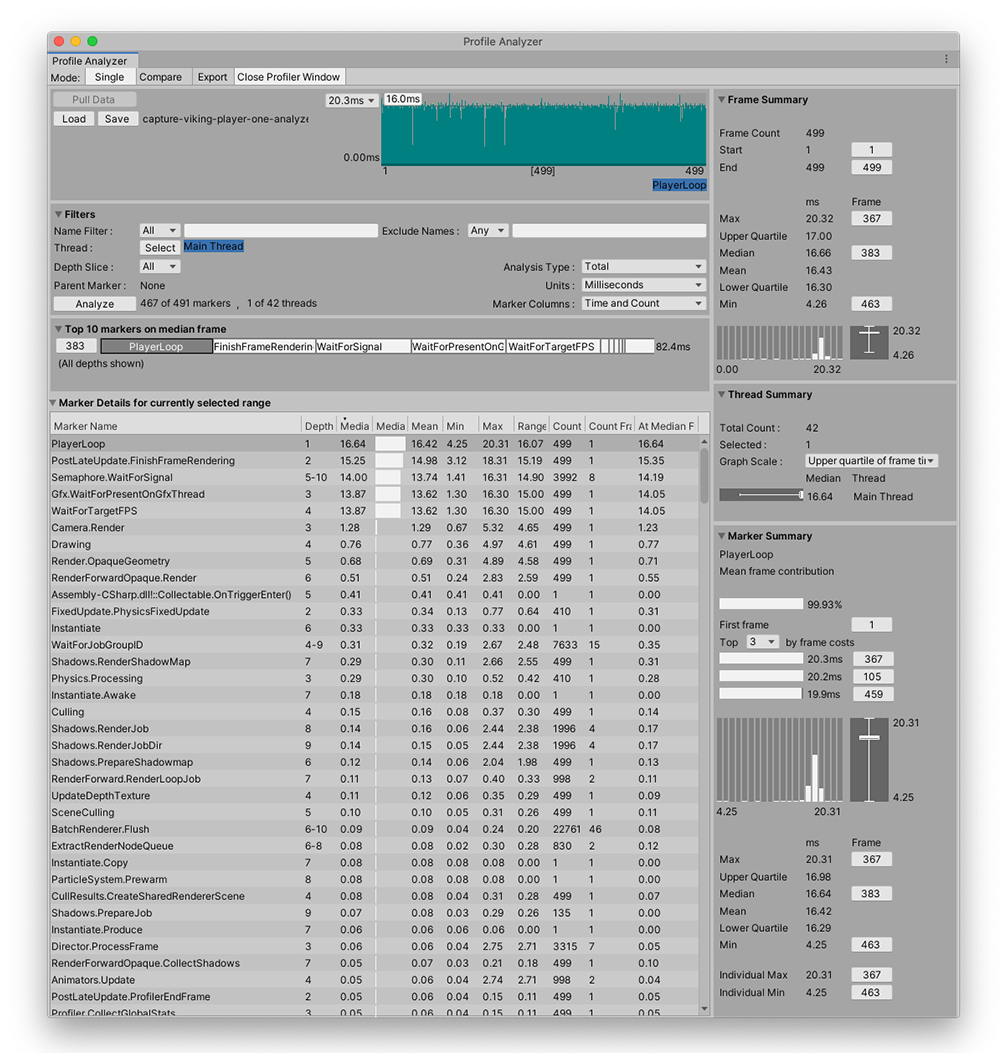 Profile Analyzer
Profile Analyzer
Mode: Single Compare Export Close Profiler Window
Pull Data
Load Save capture-viking-player-one-analyze
20.3ms 16.0ms
0.00ms
1 [499] 499
PlayerLoop
Filters
Name Filter : All Exclude Names : Any
Thread : Select Main Thread
Depth Slice : All Analysis Type : Total
Parent Marker : None Units : Milliseconds
Analyze 467 of 491 markers , 1 of 42 threads Marker Columns : Time and Count
Top 10 markers on median frame
383 PlayerLoop FinishFrameRenderin WaitForSignal WaitForPresentOnG WaitForTargetFPS 82.4ms
(All depths shown)
Marker Details for currently selected range
Marker Name Depth Media Media Mean Min Max Range Count Count Fra At Median F
PlayerLoop 1 16.64 16.42 4.25 20.31 16.07 499 1 16.64
PostLateUpdate.FinishFrameRendering 2 15.25 14.98 3.12 18.31 15.19 499 1 15.35
Semaphore.WaitForSignal 5-10 14.00 13.74 1.41 16.31 14.90 3992 8 14.19
Gfx.WaitForPresentOnGfxThread 3 13.87 13.62 1.30 16.30 15.00 499 1 14.05
WaitForTargetFPS 4 13.87 13.62 1.30 16.30 15.00 499 1 14.05
Camera.Render 3 1.28 1.29 0.67 5.32 4.65 499 1 1.23
Drawing 4 0.76 0.77 0.36 4.97 4.61 499 1 0.77
Render.OpaqueGeometry 5 0.68 0.69 0.31 4.89 4.58 499 1 0.71
RenderForwardOpaque.Render 6 0.51 0.51 0.24 2.83 2.59 499 1 0.55
Assembly-CSharp.dll!::Collectable.OnTriggerEnter() 5 0.41 0.41 0.41 0.41 0.00 1 1 0.00
FixedUpdate.PhysicsFixedUpdate 2 0.33 0.34 0.13 0.77 0.64 410 1 0.31
Instantiate 6 0.33 0.33 0.33 0.33 0.00 1 1 0.00
WaitForJobGroupID 4-9 0.31 0.32 0.19 2.67 2.48 7633 15 0.35
Shadows.RenderShadowMap 7 0.29 0.30 0.11 2.66 2.55 499 1 0.31
Physics.Processing 3 0.29 0.30 0.10 0.52 0.42 410 1 0.28
Instantiate.Awake 7 0.18 0.18 0.18 0.18 0.00 1 1 0.00
Culling 4 0.15 0.16 0.08 0.37 0.30 499 1 0.14
Shadows.RenderJob 8 0.14 0.16 0.06 2.44 2.38 1996 4 0.17
Shadows.RenderJobDir 9 0.14 0.15 0.05 2.44 2.38 1996 4 0.17
Shadows.PrepareShadowmap 6 0.12 0.14 0.06 2.04 1.98 499 1 0.13
RenderForward.RenderLoopJob 7 0.11 0.13 0.07 0.40 0.33 998 2 0.11
UpdateDepthTexture 4 0.11 0.12 0.06 0.35 0.29 499 1 0.09
SceneCulling 5 0.10 0.10 0.05 0.31 0.26 499 1 0.11
BatchRenderer.Flush 6-10 0.09 0.09 0.04 0.24 0.20 22761 46 0.08
ExtractRenderNodeQueue 6-8 0.08 0.08 0.02 0.30 0.28 830 2 0.12
Instantiate.Copy 7 0.08 0.08 0.08 0.08 0.00 1 1 0.00
ParticleSystem.Prewarm 8 0.08 0.08 0.08 0.08 0.00 1 1 0.00
CullResults.CreateSharedRendererScene 4 0.08 0.08 0.04 0.31 0.28 499 1 0.07
Shadows.PrepareJob 9 0.07 0.08 0.03 0.29 0.26 135 1 0.00
Instantiate.Produce 7 0.06 0.06 0.06 0.06 0.00 1 1 0.00
Director.ProcessFrame 3 0.06 0.06 0.04 2.75 2.71 3315 7 0.05
RenderForwardOpaque.CollectShadows 7 0.05 0.07 0.03 0.21 0.18 499 1 0.10
Animators.Update 4 0.05 0.06 0.04 2.74 2.71 998 2 0.04
PostLateUpdate.ProfilerEndFrame 2 0.05 0.06 0.04 0.15 0.11 499 1 0.05
Profiler.CollectGlobalStats 3 0.05 0.06 0.04 0.15 0.11 499 1 0.05
Frame Summary
Frame Count 499
Start 1 1
End 499 499
ms Frame
Max 20.32 367
Upper Quartile 17.00
Median 16.66 383
Mean 16.43
Lower Quartile 16.30
Min 4.26 463
20.32
4.26
0.00 20.32
Thread Summary
Total Count : 42
Selected : 1
Graph Scale : Upper quartile of frame tir
Median Thread
16.64 Main Thread
Marker Summary
PlayerLoop
Mean frame contribution
99.93%
First frame 1
Top 3 by frame costs
20.3ms 367
20.2ms 105
19.9ms 459
20.31
4.25
4.25 20.31
ms Frame
Max 20.31 367
Upper Quartile 16.98
Median 16.64 383
Mean 16.42
Lower Quartile 16.29
Min 4.25 463
Individual Max 20.31 367
Individual Min 4.25 463